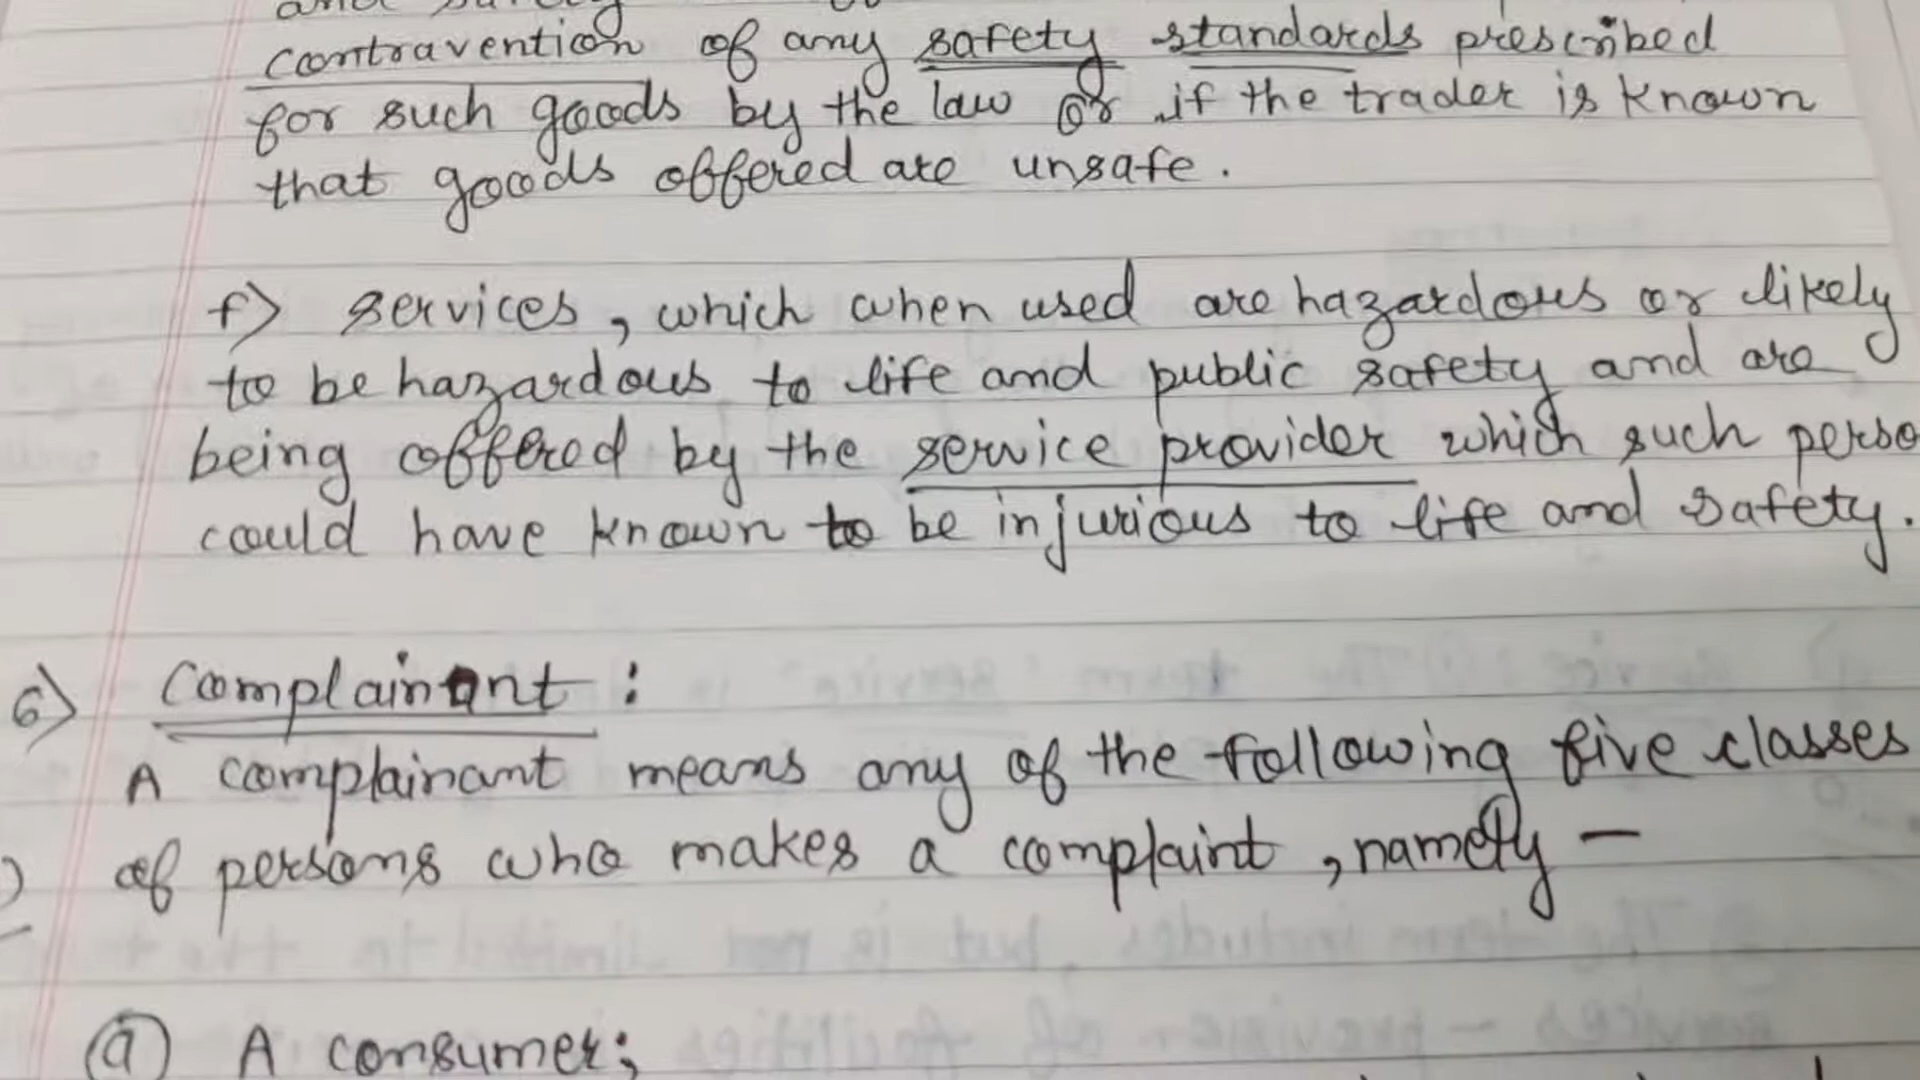 contravention of any safety standards prescribed
for such goods by the law or if the trader is known
that goods offered are unsafe.
f) services, which when used are hazardous or likely
to be hazardous to life and public safety and are
being offered by the service provider which such perso
could have known to be injurious to life and safety.
6) Complainant :
A complainant means any of the following five classes
of persons who makes a complaint, namely –
(a) A consumer;